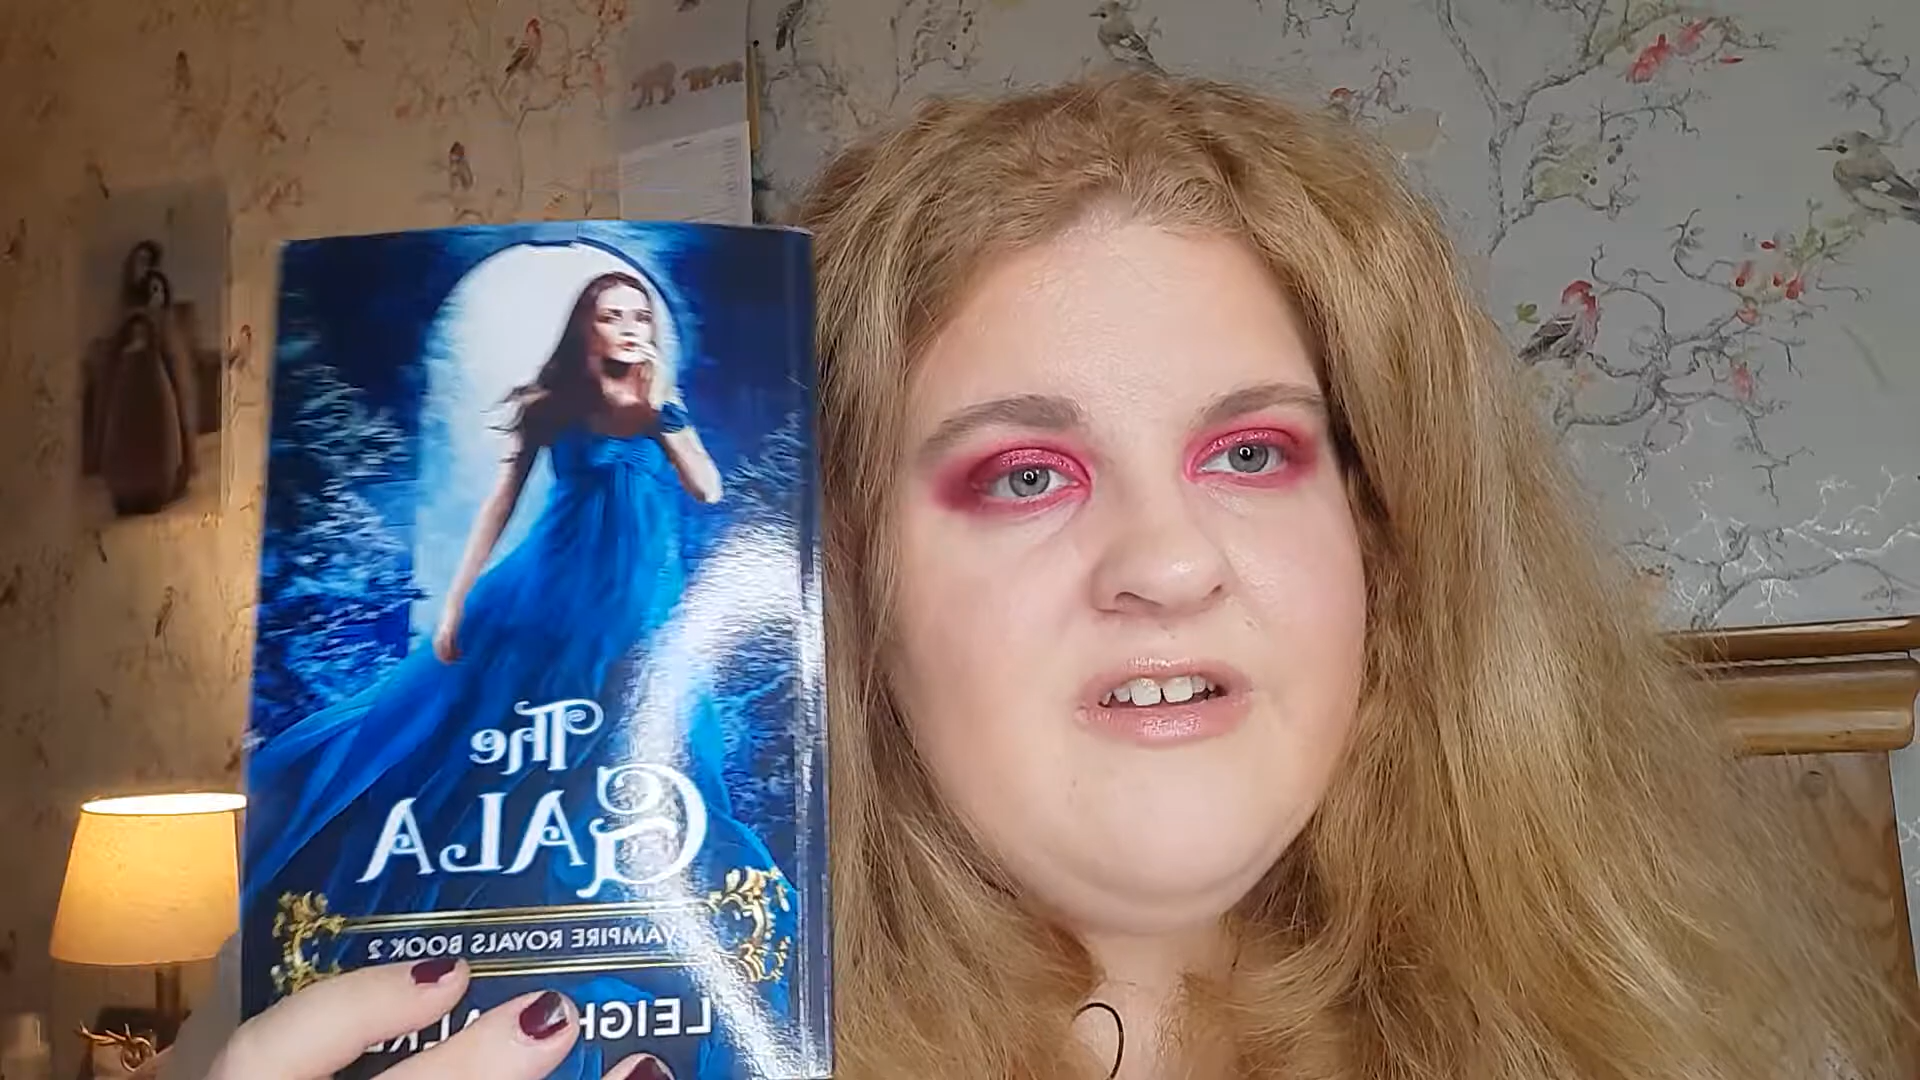 The
GALA
VAMPIRE ROYALS BOOK 2
LEIGH